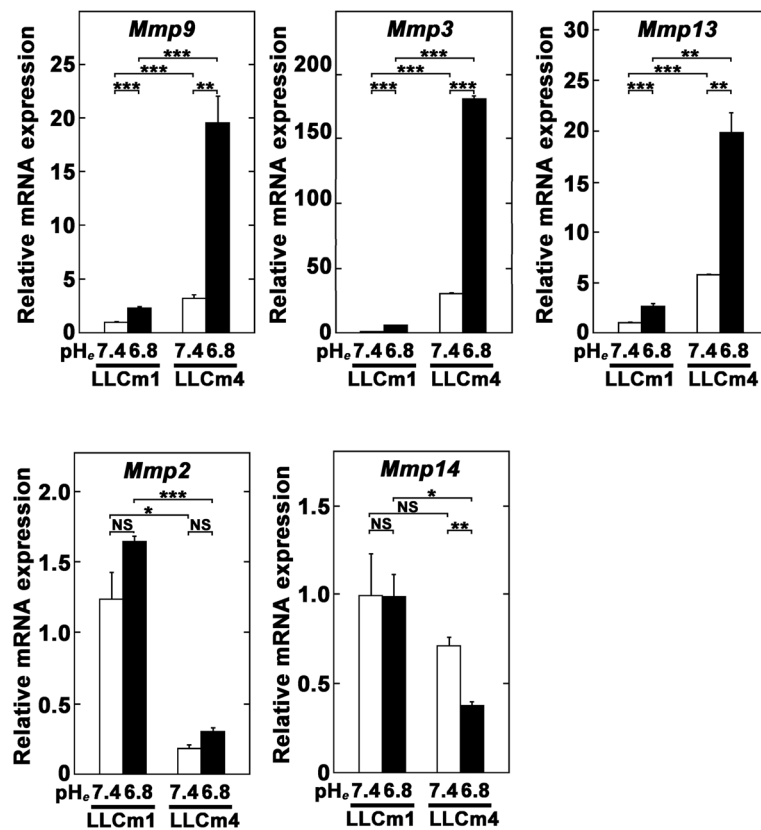 Mmp9
Relative mRNA expression
25
20
15
10
5
0
***
***
*** **
pHe 7.4 6.8 7.4 6.8
LLCm1 LLCm4
Mmp3
Relative mRNA expression
200
150
100
50
0
***
***
*** ***
pHe 7.4 6.8 7.4 6.8
LLCm1 LLCm4
Mmp13
Relative mRNA expression
30
25
20
15
10
5
0
**
***
*** **
pHe 7.4 6.8 7.4 6.8
LLCm1 LLCm4
Mmp2
Relative mRNA expression
2.0
1.5
1.0
0.5
0
***
*
NS NS
pHe 7.4 6.8 7.4 6.8
LLCm1 LLCm4
Mmp14
Relative mRNA expression
1.5
1.0
0.5
0
*
NS
NS **
pHe 7.4 6.8 7.4 6.8
LLCm1 LLCm4